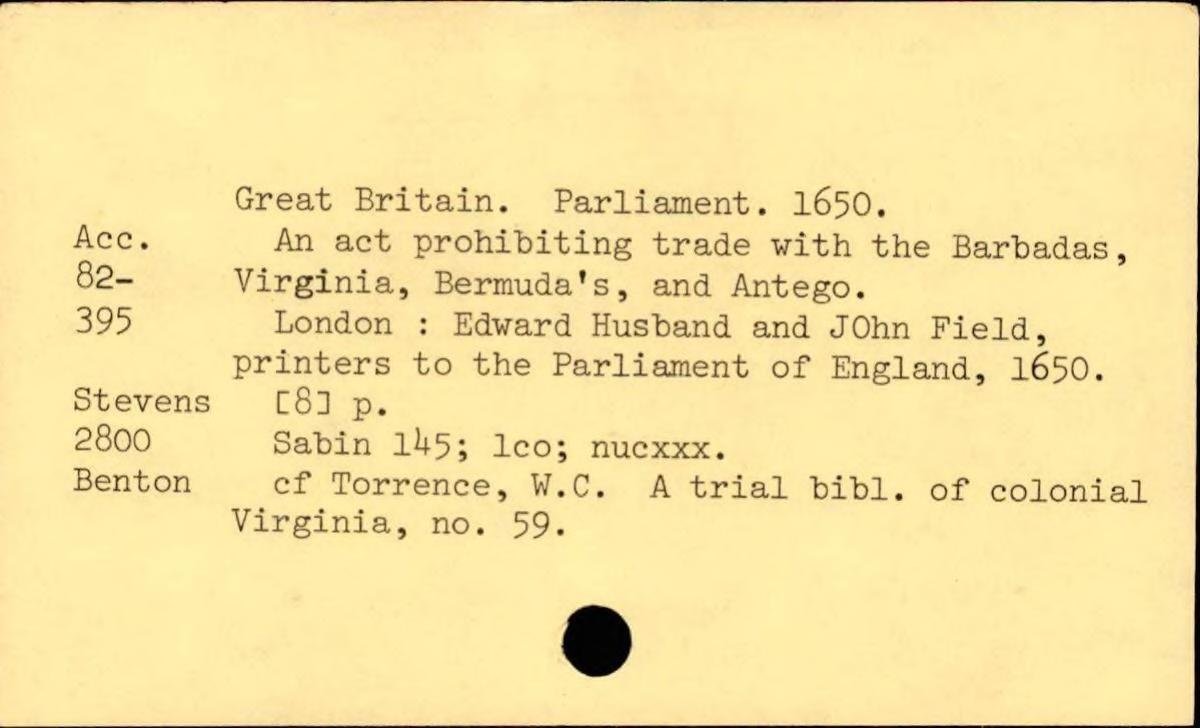 Great Britain. Parliament. 1650.
Acc. An act prohibiting trade with the Barbadas,
82- Virginia, Bermuda's, and Antego.
395 London : Edward Husband and JOhn Field,
printers to the Parliament of England, 1650.
Stevens [8] p.
2800 Sabin 145; lco; nucxxx.
Benton cf Torrence, W.C. A trial bibl. of colonial
Virginia, no. 59.